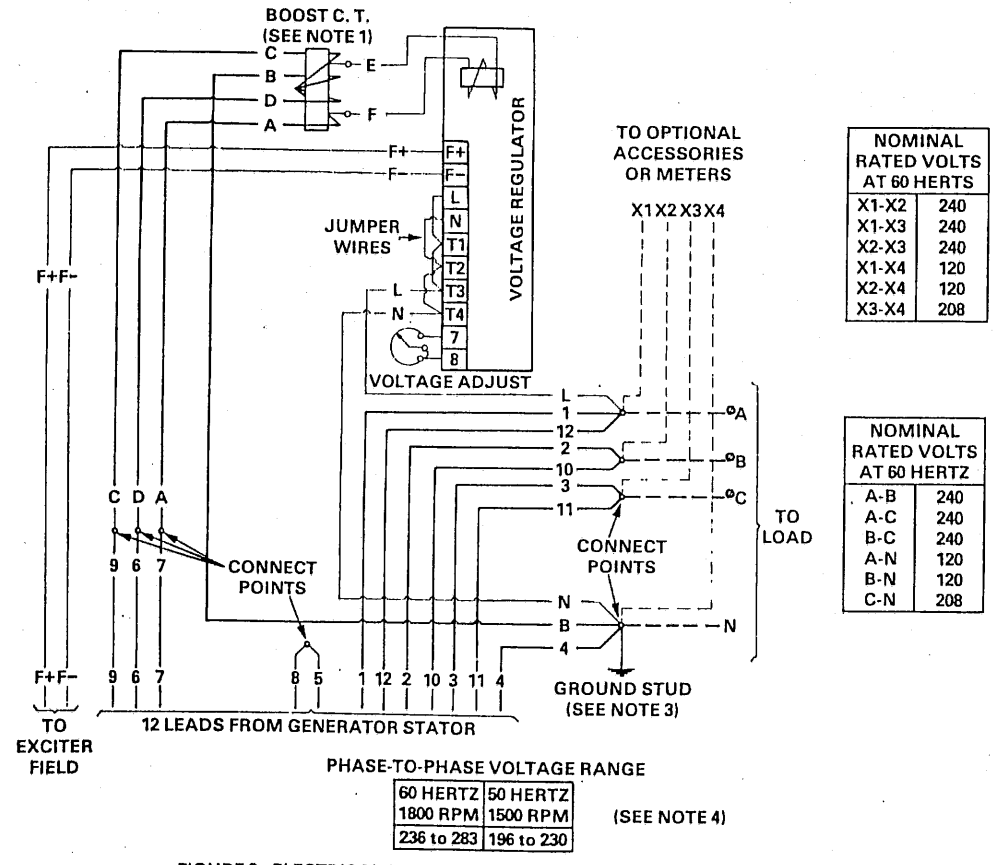 BOOST C. T.
(SEE NOTE 1)
C
B
D
A
E
F
F+
F−
F+
F−
L
N
T1
T2
T3
T4
7
8
VOLTAGE REGULATOR
JUMPER
WIRES
L
N
VOLTAGE ADJUST
F+F−
TO OPTIONAL
ACCESSORIES
OR METERS
X1 X2 X3 X4
NOMINAL
RATED VOLTS
AT 60 HERTS
X1-X2 240
X1-X3 240
X2-X3 240
X1-X4 120
X2-X4 120
X3-X4 208
L
1
12
2
10
3
11
ØA
ØB
ØC
TO
LOAD
NOMINAL
RATED VOLTS
AT 60 HERTZ
A-B 240
A-C 240
B-C 240
A-N 120
B-N 120
C-N 208
C D A
9 6 7
CONNECT
POINTS
CONNECT
POINTS
N
B
4
N
F+F− 9 6 7 8 5 1 12 2 10 3 11 4
GROUND STUD
(SEE NOTE 3)
TO
EXCITER
FIELD
12 LEADS FROM GENERATOR STATOR
PHASE-TO-PHASE VOLTAGE RANGE
60 HERTZ 50 HERTZ
1800 RPM 1500 RPM
236 to 283 196 to 230
(SEE NOTE 4)